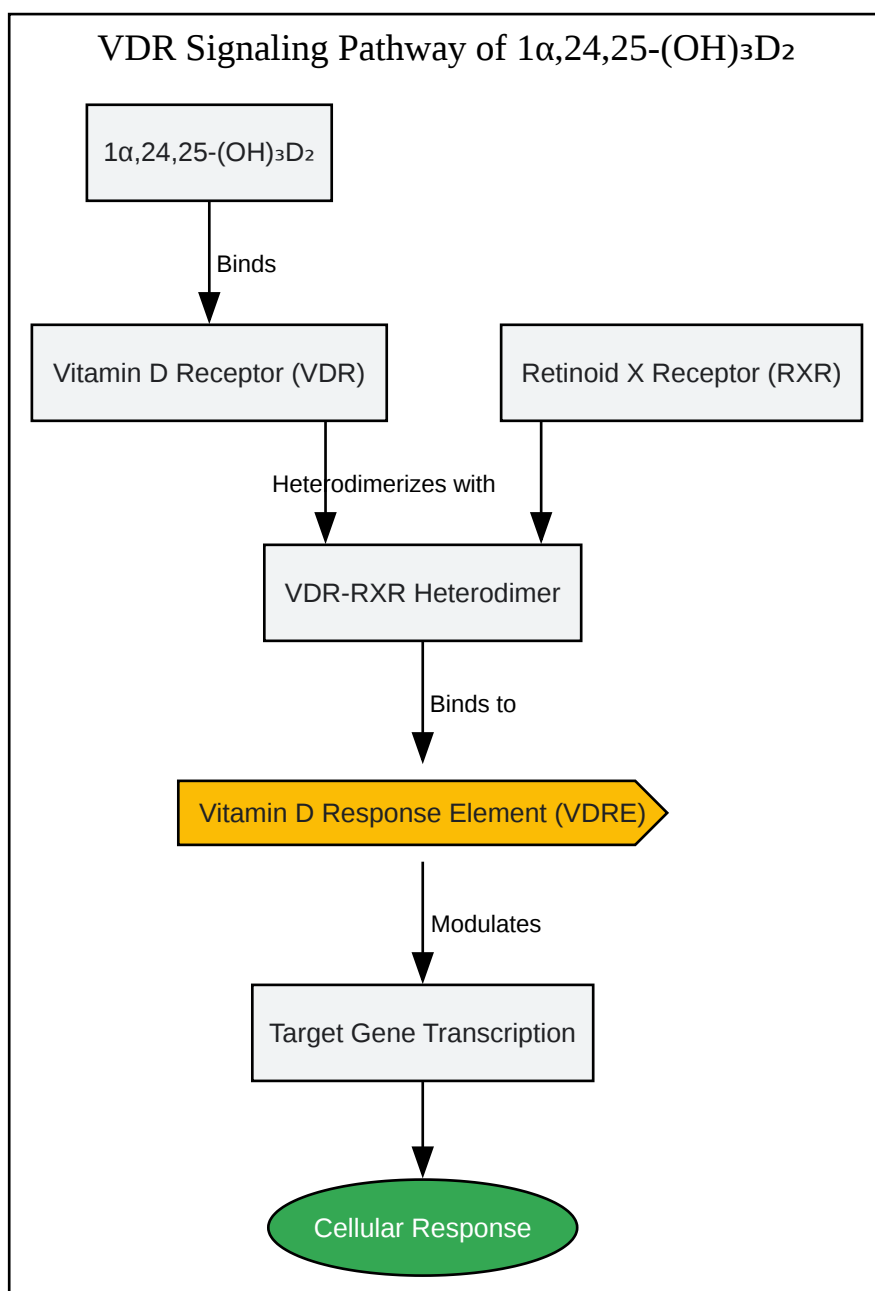 VDR Signaling Pathway of 1α,24,25-(OH)₃D₂
1α,24,25-(OH)₃D₂
Binds
Vitamin D Receptor (VDR)
Retinoid X Receptor (RXR)
Heterodimerizes with
VDR-RXR Heterodimer
Binds to
Vitamin D Response Element (VDRE)
Modulates
Target Gene Transcription
Cellular Response